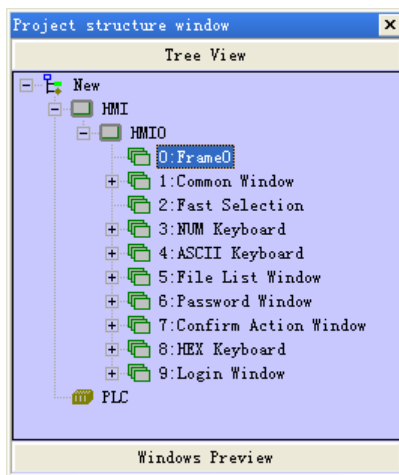 Project structure window
Tree View
New
HMI
HMI0
0:Frame0
1:Common Window
2:Fast Selection
3:NUM Keyboard
4:ASCII Keyboard
5:File List Window
6:Password Window
7:Confirm Action Window
8:HEX Keyboard
9:Login Window
PLC
Windows Preview